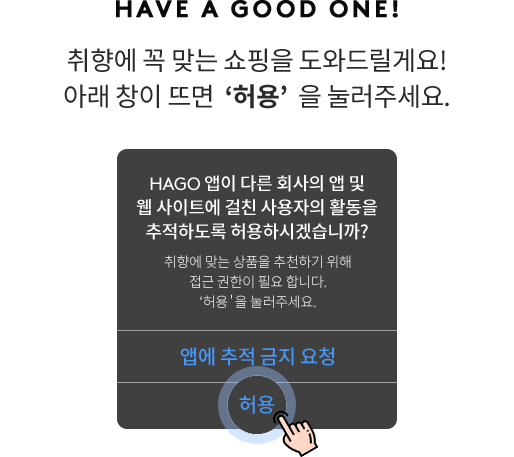 HAVE A GOOD ONE!
취향에 꼭 맞는 쇼핑을 도와드릴게요!
아래 창이 뜨면 ‘허용’ 을 눌러주세요.
HAGO 앱이 다른 회사의 앱 및
웹 사이트에 걸친 사용자의 활동을
추적하도록 허용하시겠습니까?
취향에 맞는 상품을 추천하기 위해
접근 권한이 필요 합니다.
‘허용'을 눌러주세요.
앱에 추적 금지 요청
허용